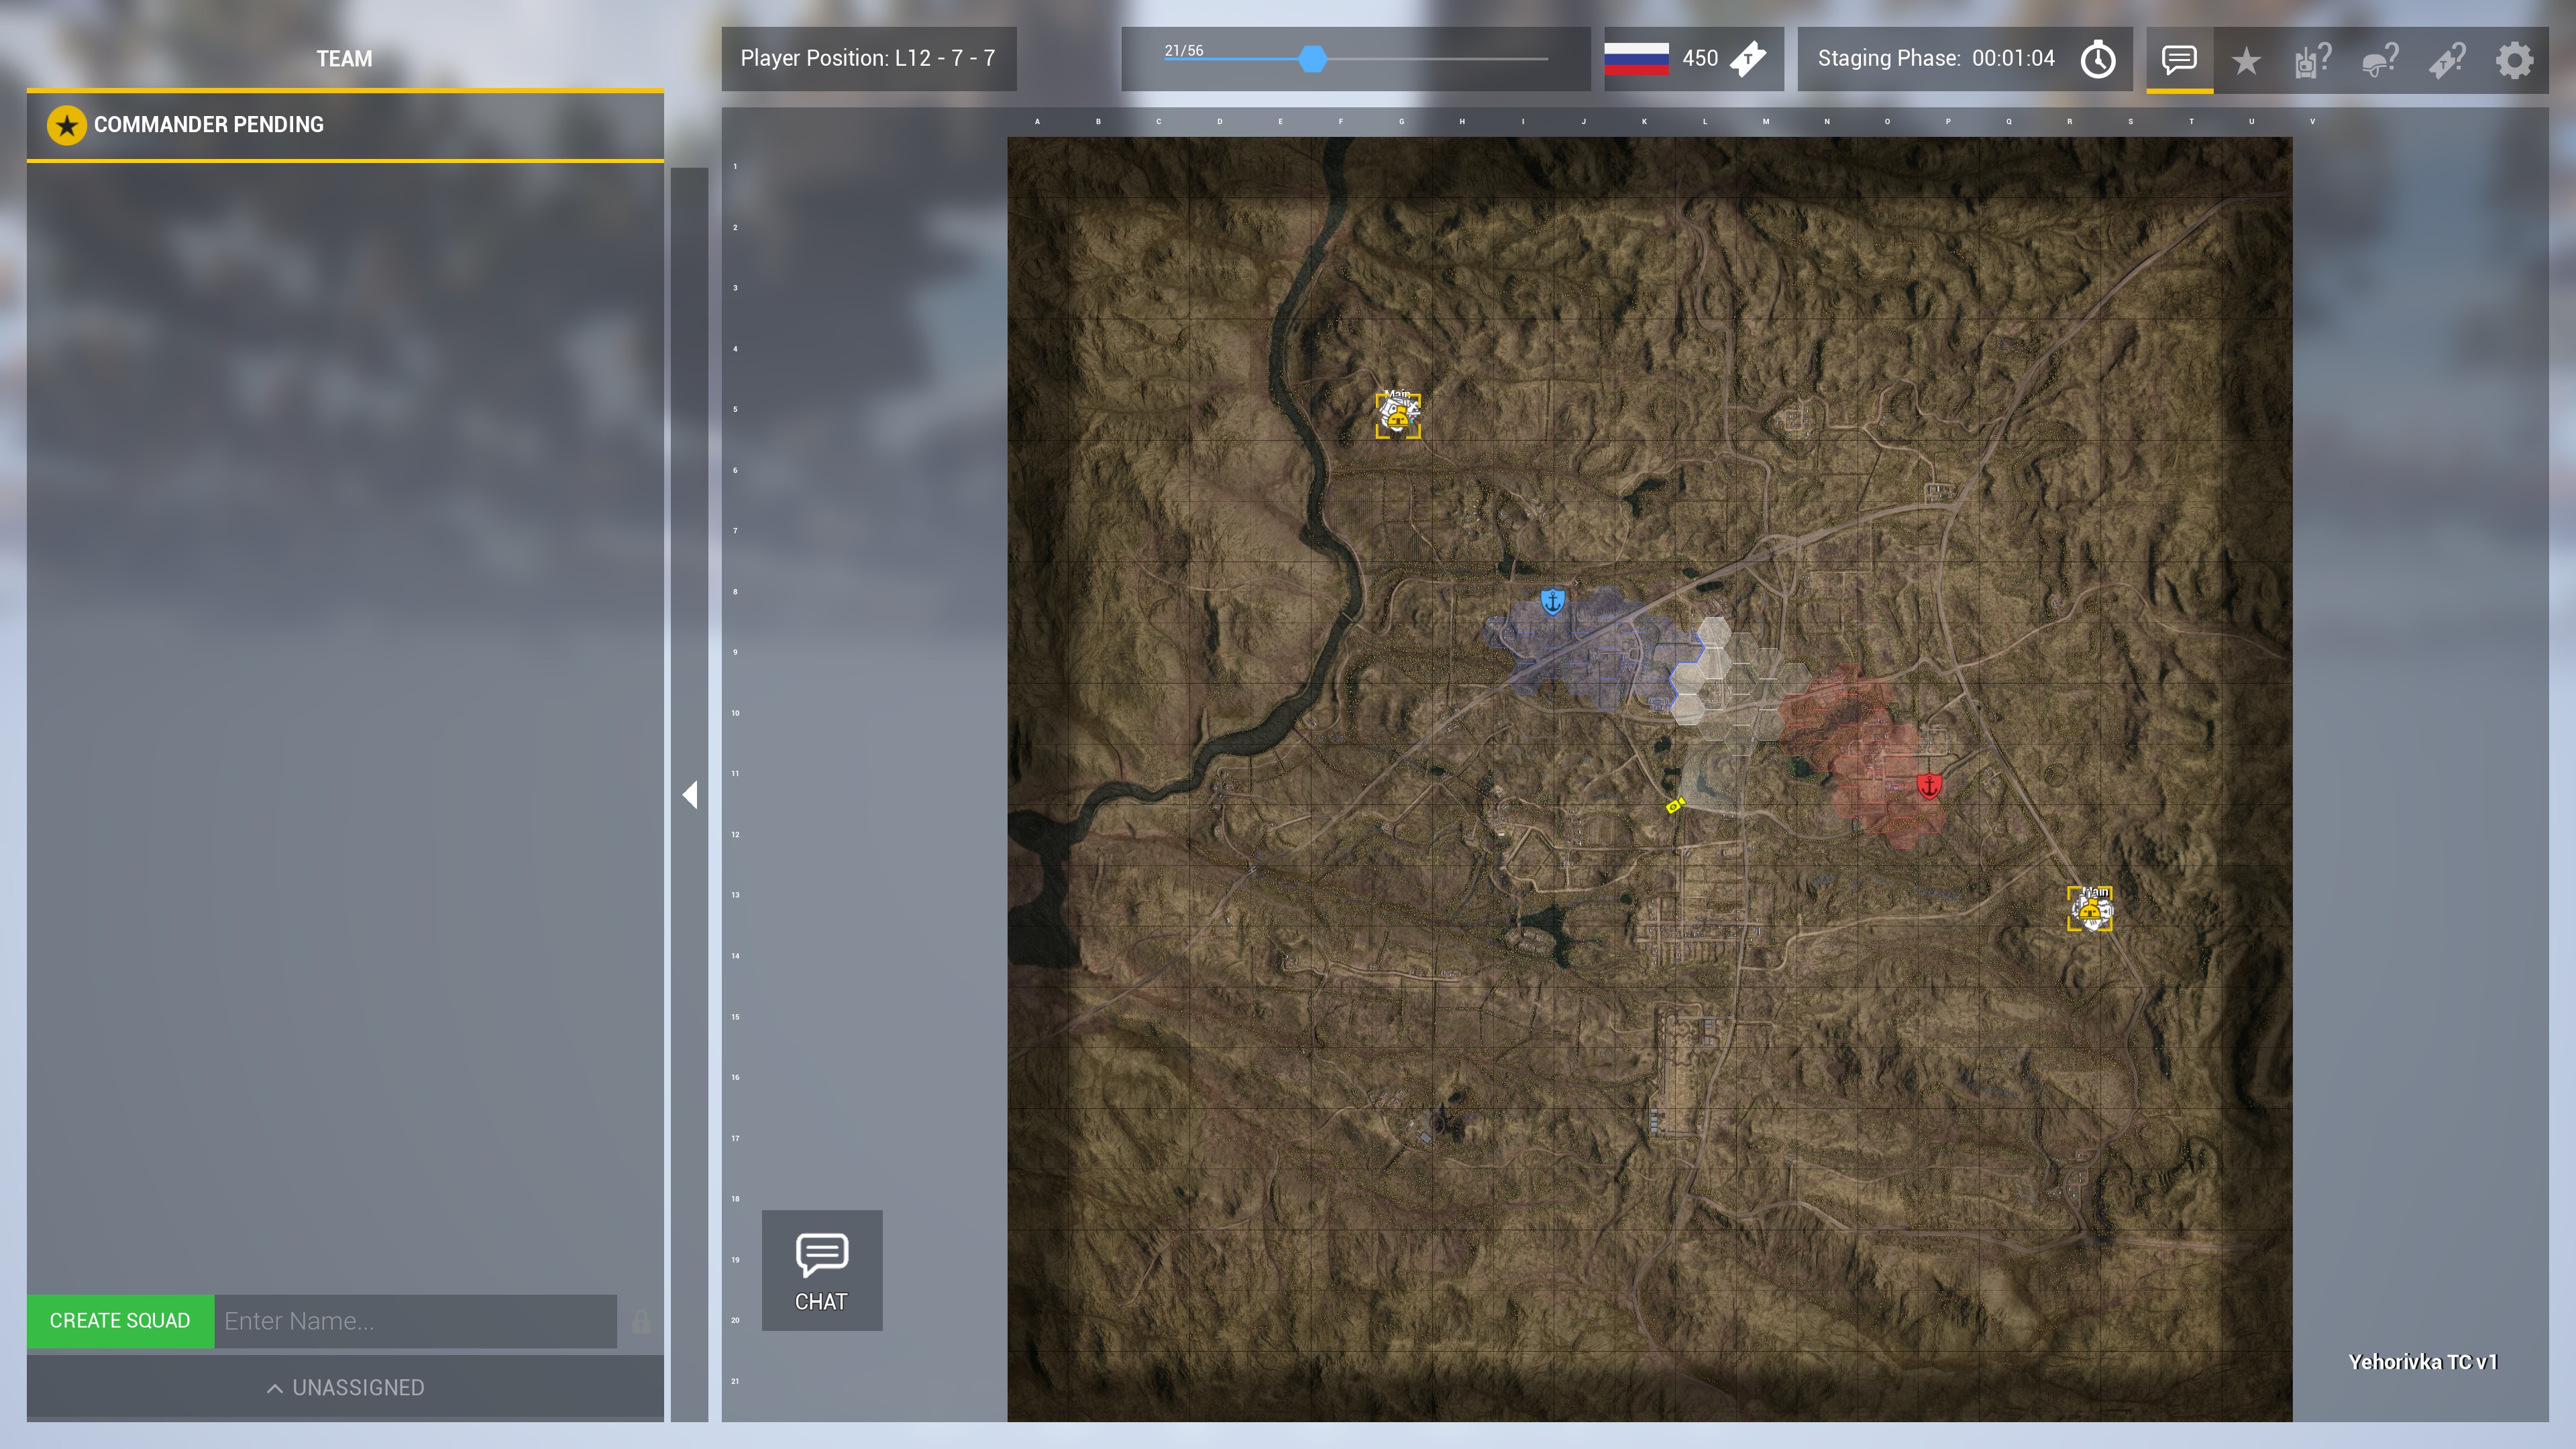 TEAM
COMMANDER PENDING
Player Position: L12 - 7 - 7
21/56
450
T
Staging Phase: 00:01:04
A B C D E F G H I J K L M N O P Q R S T U V
1
2
3
4
5
6
7
8
9
10
11
12
13
14
15
16
17
18
19
20
21
Main
Main
CHAT
CREATE SQUAD
Enter Name...
UNASSIGNED
Yehorivka TC v1